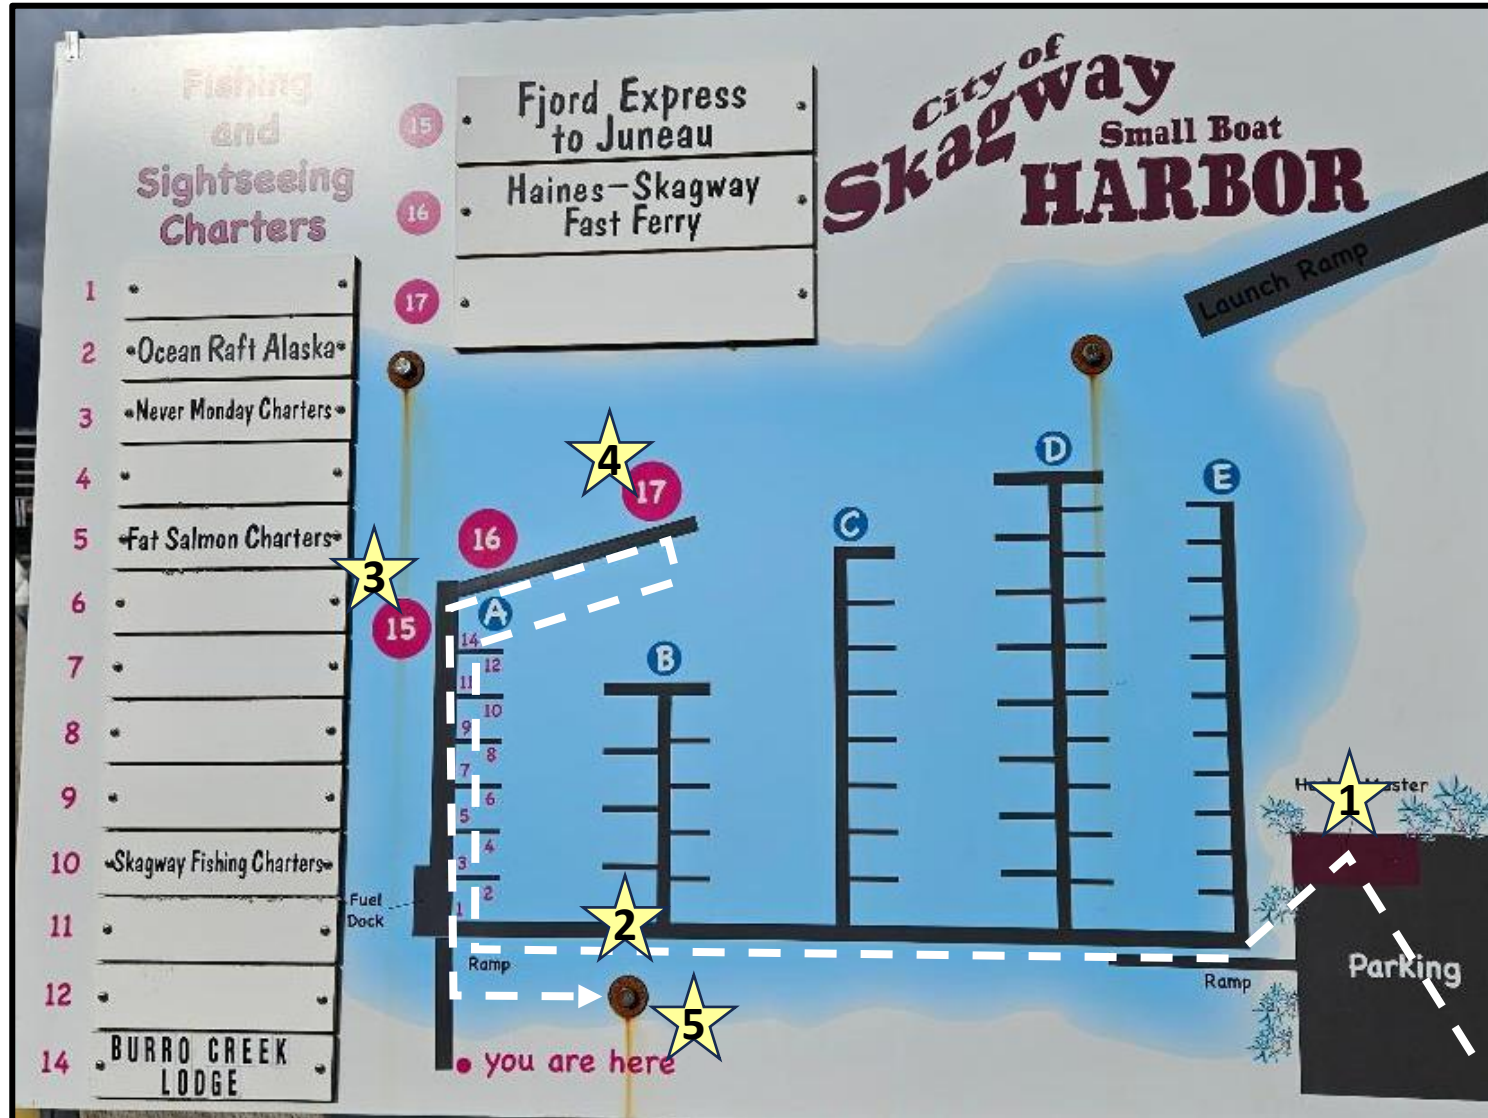 Fishing
and
Sightseeing
Charters
1
2 Ocean Raft Alaska
3 Never Monday Charters
4
5 Fat Salmon Charters
6
7
8
9
10 Skagway Fishing Charters
11
12
14 BURRO CREEK
LODGE
15 Fjord Express
to Juneau
16 Haines-Skagway
Fast Ferry
17
City of
Skagway
Small Boat
HARBOR
Launch Ramp
4
17
16
3
15
A
B
C
D
E
14
12
11
10
9
8
7
6
5
4
3
2
1
Fuel
Dock
Ramp
2
5
you are here
1
Ramp
Parking